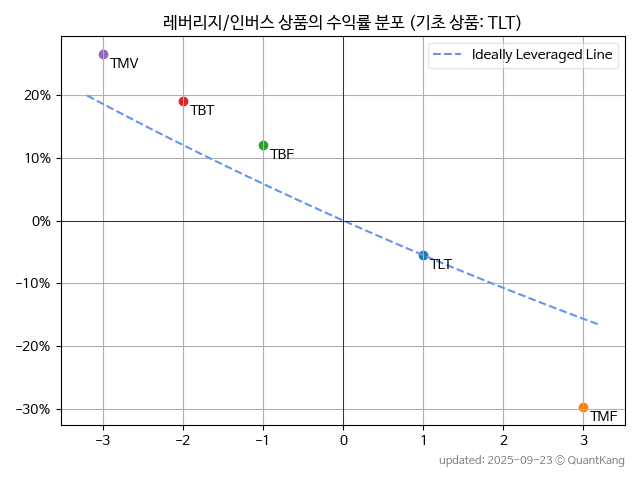 레버리지/인버스 상품의 수익률 분포 (기초 상품: TLT)
Ideally Leveraged Line
TMV
TBT
TBF
TLT
TMF
20%
10%
0%
−10%
−20%
−30%
−3 −2 −1 0 1 2 3
updated: 2025-09-23 © QuantKang